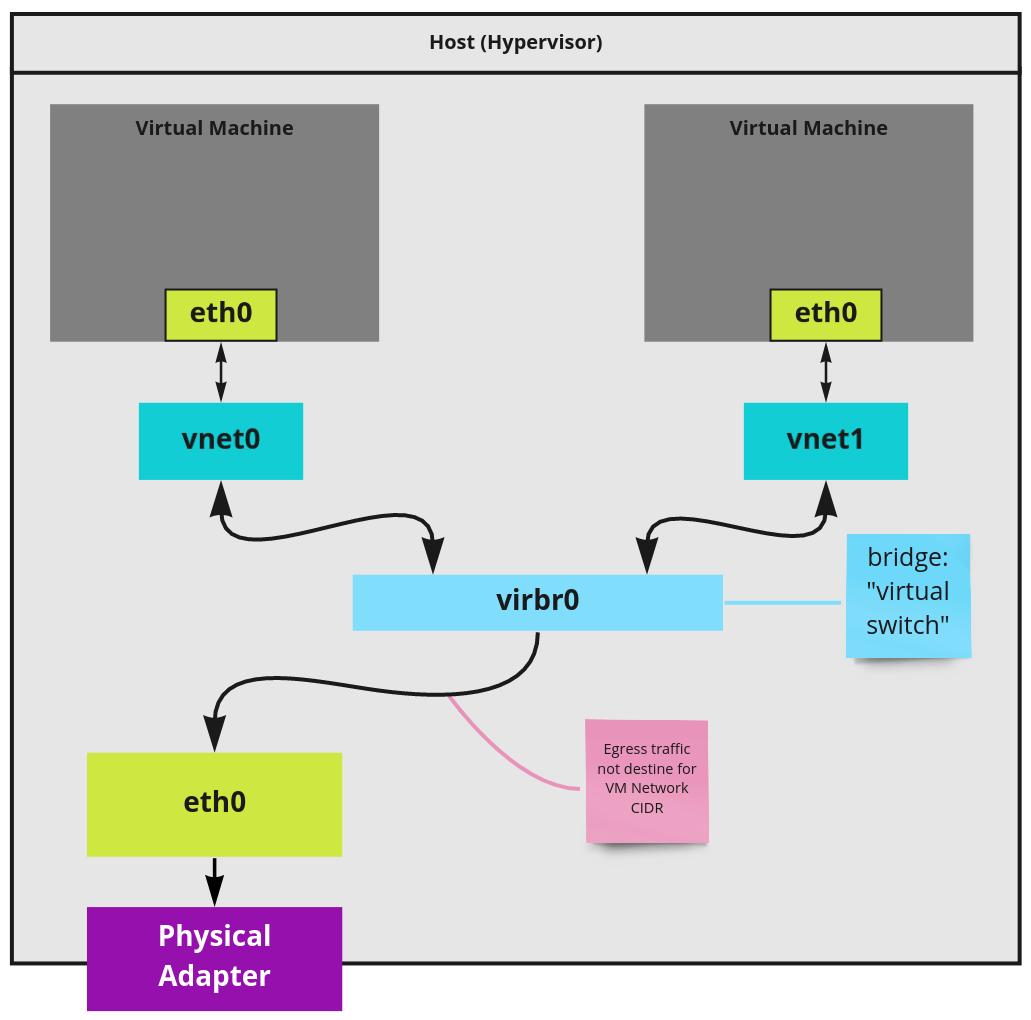 Host (Hypervisor)
Virtual Machine
Virtual Machine
eth0
eth0
vnet0
vnet1
bridge:
"virtual
switch"
virbr0
Egress traffic
not destine for
VM Network
CIDR
eth0
Physical
Adapter